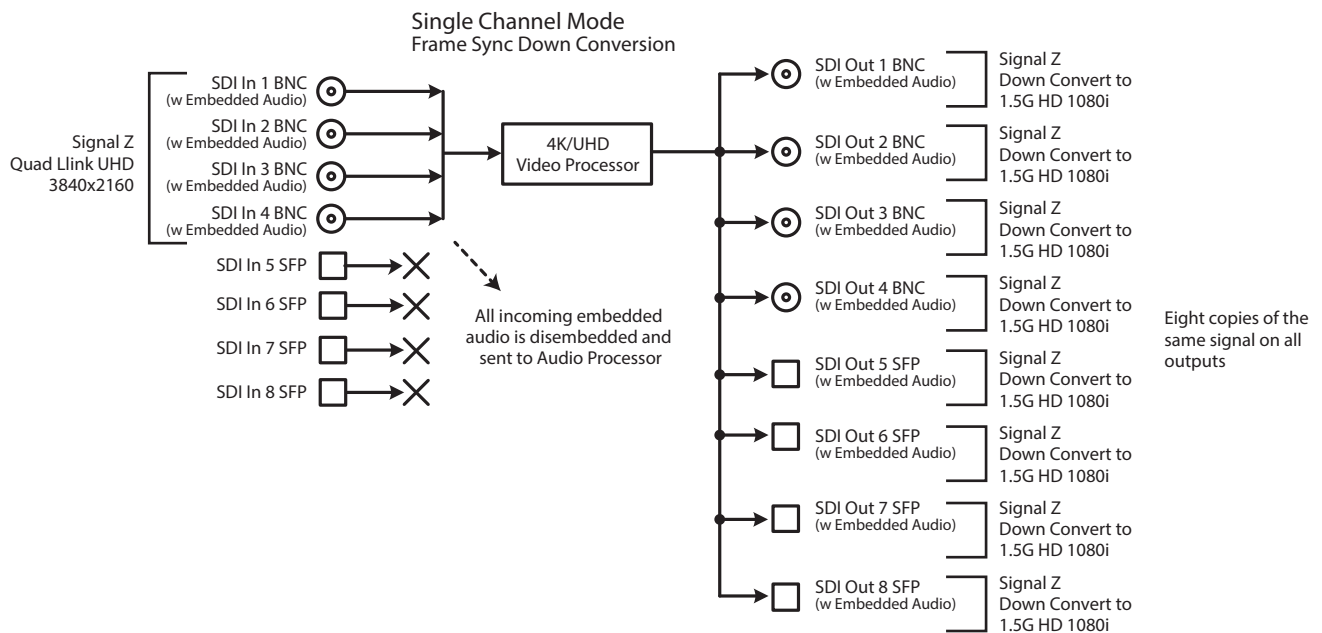 Single Channel Mode
Frame Sync Down Conversion
Signal Z
Quad Llink UHD
3840x2160
SDI In 1 BNC
(w Embedded Audio)
SDI In 2 BNC
(w Embedded Audio)
SDI In 3 BNC
(w Embedded Audio)
SDI In 4 BNC
(w Embedded Audio)
SDI In 5 SFP
SDI In 6 SFP
SDI In 7 SFP
SDI In 8 SFP
4K/UHD
Video Processor
All incoming embedded
audio is disembedded and
sent to Audio Processor
SDI Out 1 BNC
(w Embedded Audio)
Signal Z
Down Convert to
1.5G HD 1080i
SDI Out 2 BNC
(w Embedded Audio)
Signal Z
Down Convert to
1.5G HD 1080i
SDI Out 3 BNC
(w Embedded Audio)
Signal Z
Down Convert to
1.5G HD 1080i
SDI Out 4 BNC
(w Embedded Audio)
Signal Z
Down Convert to
1.5G HD 1080i
SDI Out 5 SFP
(w Embedded Audio)
Signal Z
Down Convert to
1.5G HD 1080i
SDI Out 6 SFP
(w Embedded Audio)
Signal Z
Down Convert to
1.5G HD 1080i
SDI Out 7 SFP
(w Embedded Audio)
Signal Z
Down Convert to
1.5G HD 1080i
SDI Out 8 SFP
(w Embedded Audio)
Signal Z
Down Convert to
1.5G HD 1080i
Eight copies of the
same signal on all
outputs